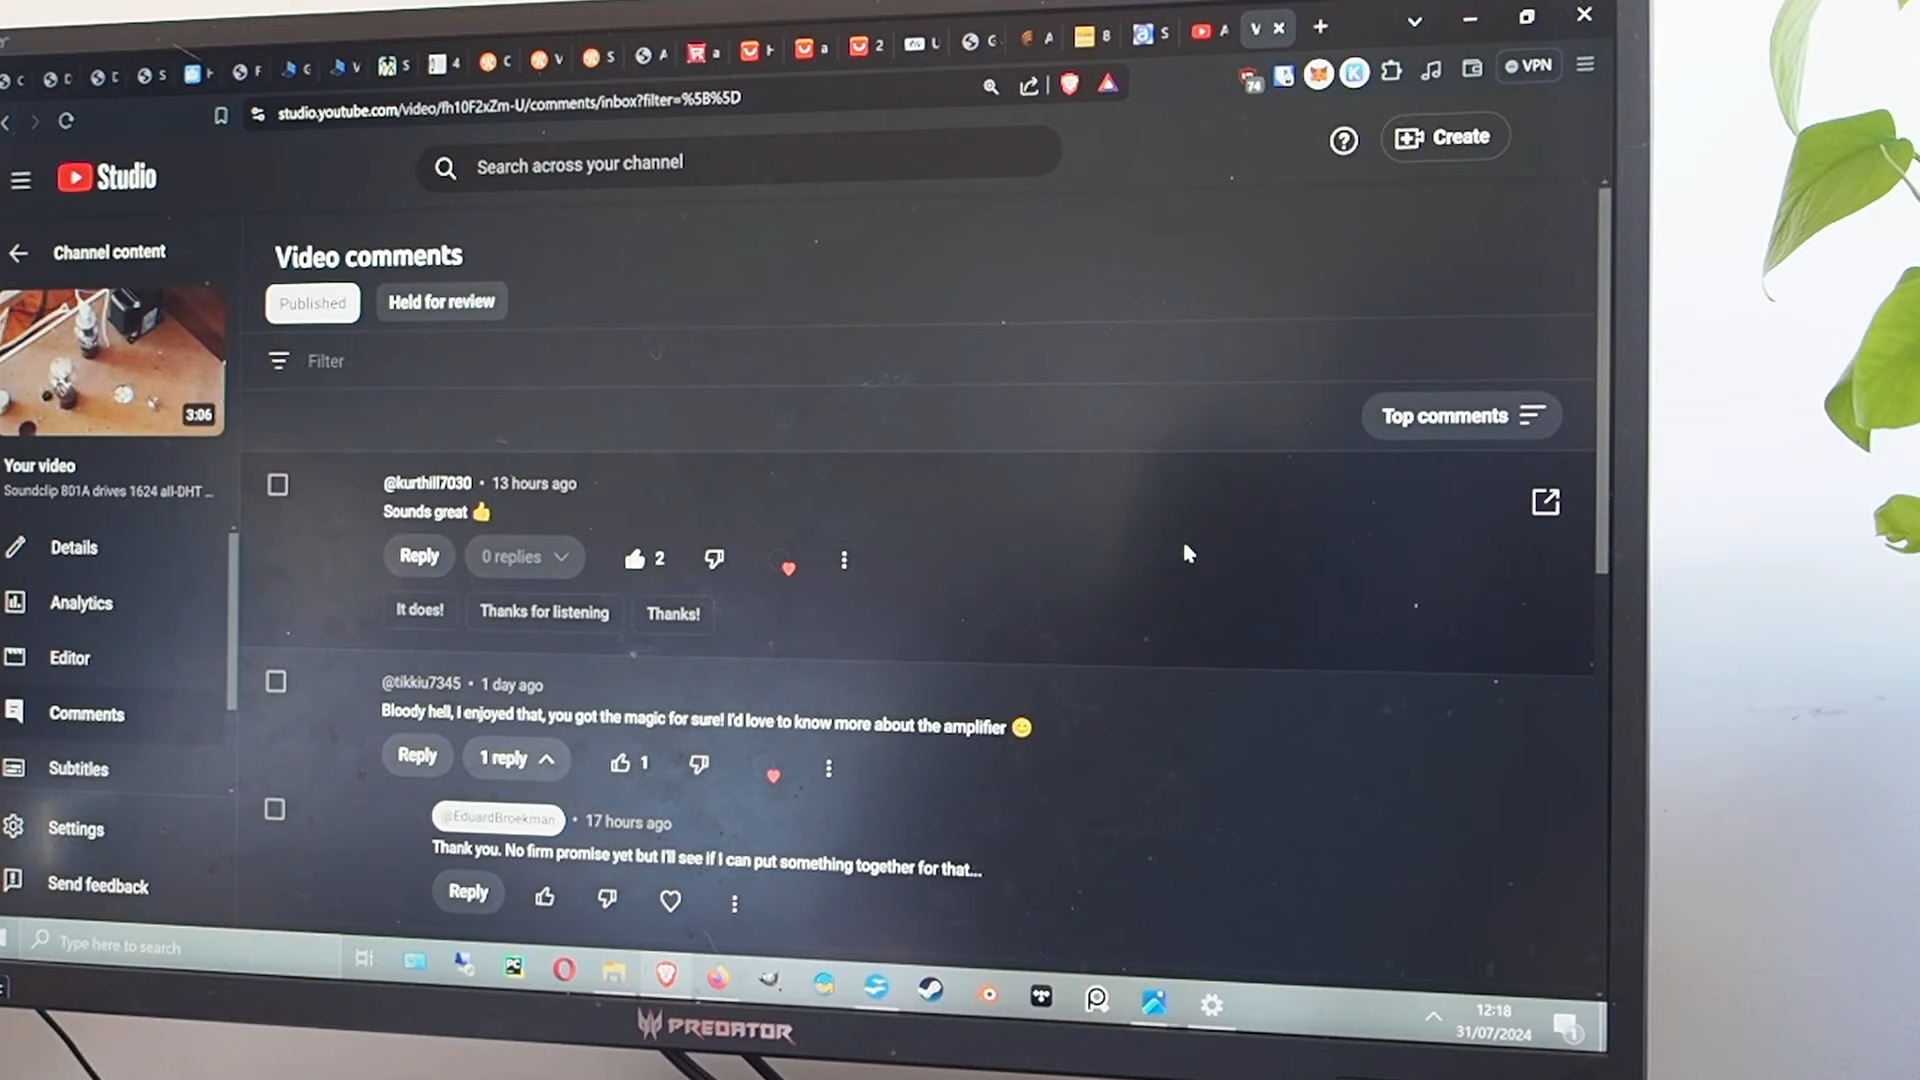 studio.youtube.com/video/fh10F2xZm-U/comments/inbox?filter=%5B%5D
74
VPN
Studio
Search across your channel
Create
Channel content
Video comments
Published
Held for review
Filter
3:06
Top comments
Your video
Soundclip 801A drives 1624 all-DHT ...
@kurthill7030 • 13 hours ago
Sounds great 👍
Reply
0 replies
2
It does!
Thanks for listening
Thanks!
Details
Analytics
Editor
Comments
Subtitles
Settings
Send feedback
@tikkiu7345 • 1 day ago
Bloody hell, I enjoyed that, you got the magic for sure! I'd love to know more about the amplifier 😊
Reply
1 reply
1
@EduardBroekman • 17 hours ago
Thank you. No firm promise yet but I'll see if I can put something together for that...
Reply
Type here to search
12:18
31/07/2024
PREDATOR